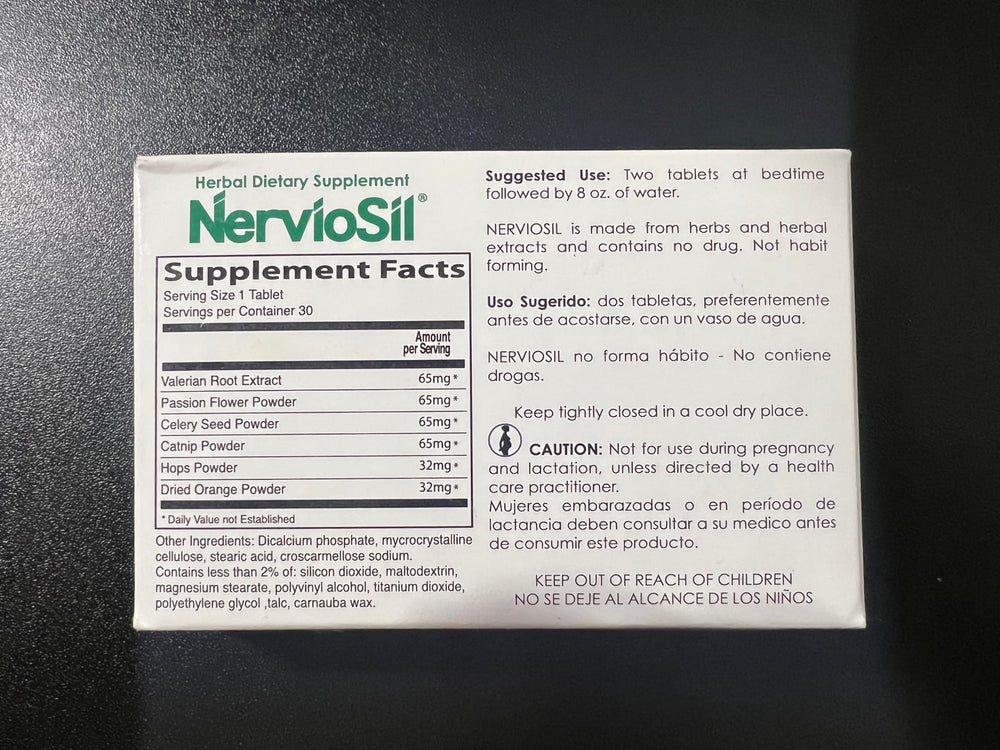 Herbal Dietary Supplement
NervioSil®
Supplement Facts
Serving Size 1 Tablet
Servings per Container 30
Amount
per Serving
Valerian Root Extract 65mg*
Passion Flower Powder 65mg*
Celery Seed Powder 65mg*
Catnip Powder 65mg*
Hops Powder 32mg*
Dried Orange Powder 32mg*
* Daily Value not Established
Other Ingredients: Dicalcium phosphate, mycrocrystalline
cellulose, stearic acid, croscarmellose sodium.
Contains less than 2% of: silicon dioxide, maltodextrin,
magnesium stearate, polyvinyl alcohol, titanium dioxide,
polyethylene glycol ,talc, carnauba wax.
Suggested Use: Two tablets at bedtime
followed by 8 oz. of water.
NERVIOSIL is made from herbs and herbal
extracts and contains no drug. Not habit
forming.
Uso Sugerido: dos tabletas, preferentemente
antes de acostarse, con un vaso de agua.
NERVIOSIL no forma hábito - No contiene
drogas.
Keep tightly closed in a cool dry place.
CAUTION: Not for use during pregnancy
and lactation, unless directed by a health
care practitioner.
Mujeres embarazadas o en período de
lactancia deben consultar a su medico antes
de consumir este producto.
KEEP OUT OF REACH OF CHILDREN
NO SE DEJE AL ALCANCE DE LOS NIÑOS